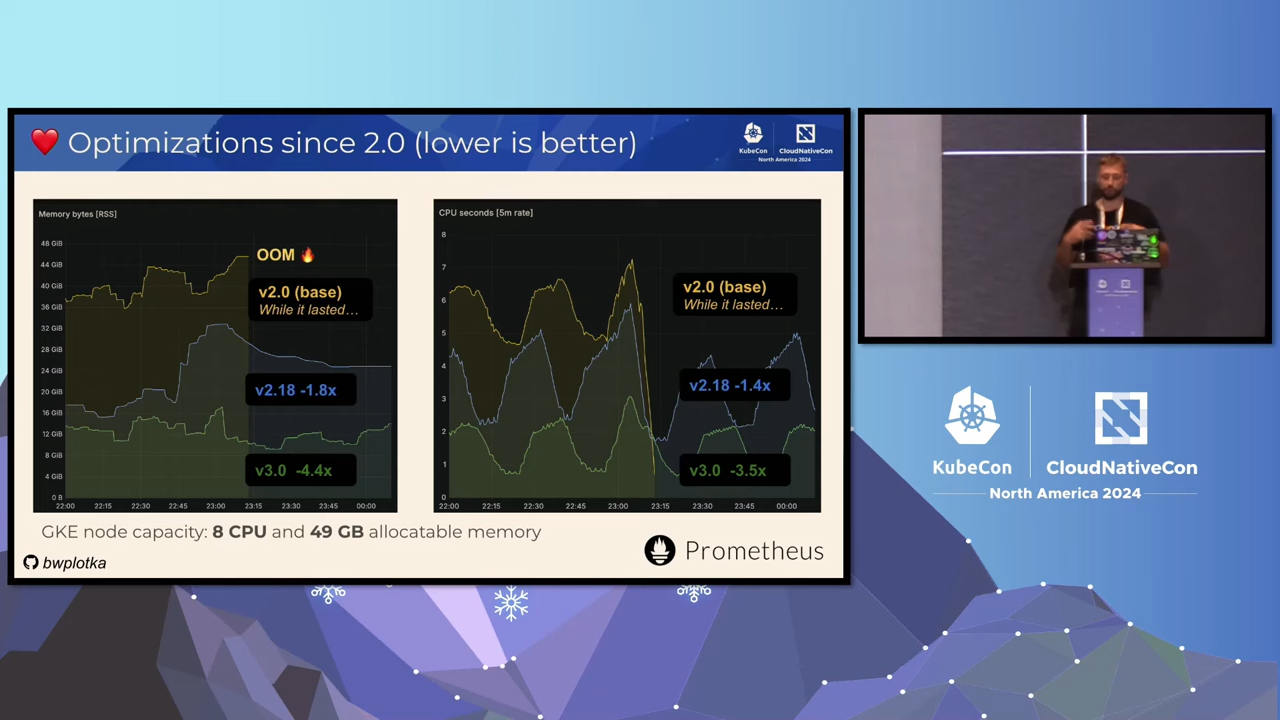 ❤️ Optimizations since 2.0 (lower is better)
KubeCon
CloudNativeCon
North America 2024
Memory bytes [RSS]
48 GiB
44 GiB
40 GiB
36 GiB
32 GiB
28 GiB
24 GiB
20 GiB
16 GiB
12 GiB
8 GiB
4 GiB
0 B
22:00
22:15
22:30
22:45
23:00
23:15
23:30
23:45
00:00
OOM 🔥
v2.0 (base)
While it lasted…
v2.18 -1.8x
v3.0 -4.4x
CPU seconds [5m rate]
8
7
6
5
4
3
2
1
0
22:00
22:15
22:30
22:45
23:00
23:15
23:30
23:45
00:00
v2.0 (base)
While it lasted…
v2.18 -1.4x
v3.0 -3.5x
GKE node capacity: 8 CPU and 49 GB allocatable memory
bwplotka
Prometheus
KubeCon
CloudNativeCon
North America 2024